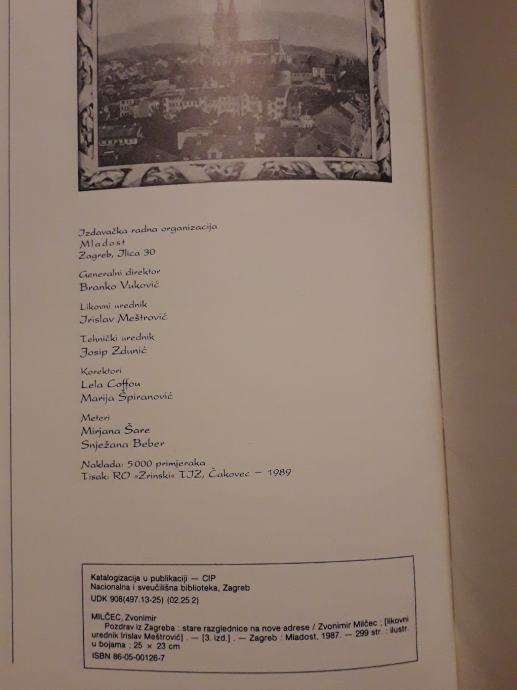 Izdavačka radna organizacija
Mladost
Zagreb, Ilica 30
Generalni direktor
Branko Vuković
Likovni urednik
Irislav Meštrović
Tehnički urednik
Josip Zdunić
Korektori
Lela Coffou
Marija Špiranović
Meteri
Mirjana Šare
Snježana Beber
Naklada: 5000 primjeraka
Tisak: RO »Zrinski« TIZ, Čakovec — 1989
Katalogizacija u publikaciji — CIP
Nacionalna i sveučilišna biblioteka, Zagreb
UDK 908(497.13-25) (02.25.2)
MILČEC, Zvonimir
Pozdrav iz Zagreba : stare razglednice na nove adrese / Zvonimir Milčec ; [likovni
urednik Irislav Meštrović] . — [3. izd.] . — Zagreb : Mladost, 1987. — 299 str. : ilustr.
u bojama ; 25 × 23 cm
ISBN 86-05-00126-7